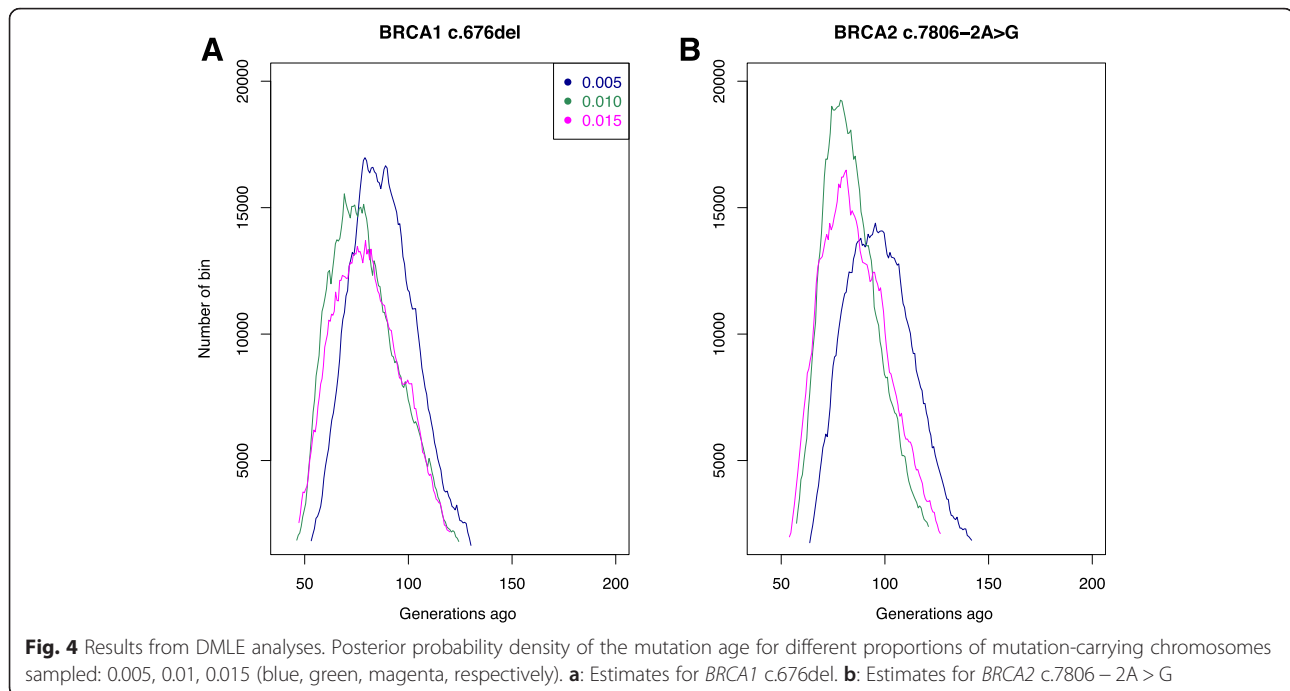 A
BRCA1 c.676del
B
BRCA2 c.7806−2A>G
0.005
0.010
0.015
20000
15000
10000
5000
Number of bin
50
100
150
200
Generations ago
20000
15000
10000
5000
50
100
150
200
Generations ago
Fig. 4 Results from DMLE analyses. Posterior probability density of the mutation age for different proportions of mutation-carrying chromosomes
sampled: 0.005, 0.01, 0.015 (blue, green, magenta, respectively). a: Estimates for BRCA1 c.676del. b: Estimates for BRCA2 c.7806 − 2A > G